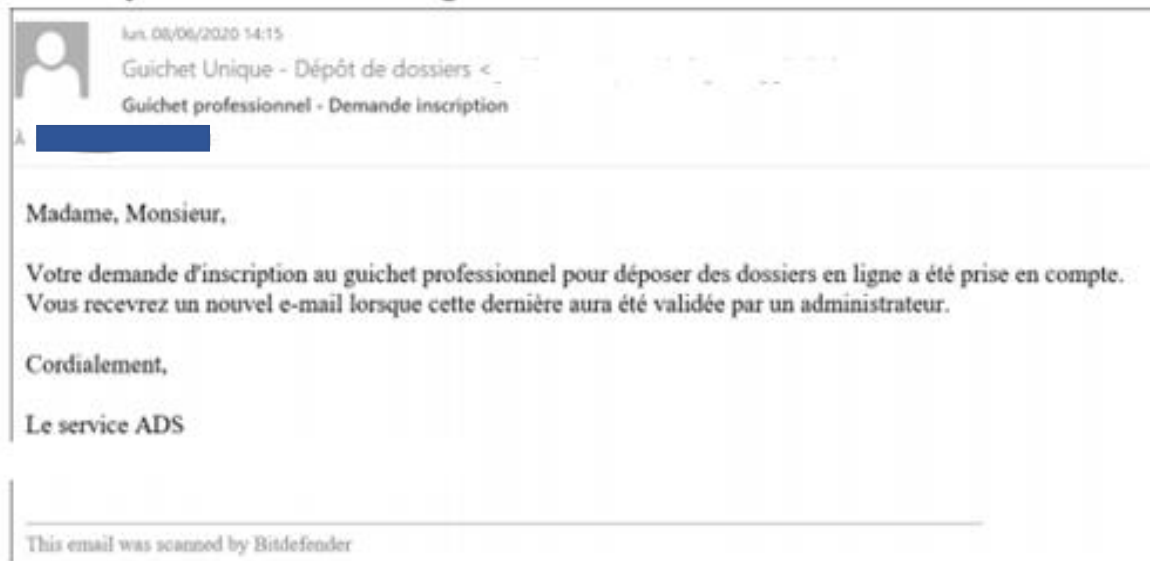 lun. 08/06/2020 14:15
Guichet Unique - Dépôt de dossiers <
Guichet professionnel - Demande inscription
À
Madame, Monsieur,
Votre demande d'inscription au guichet professionnel pour déposer des dossiers en ligne a été prise en compte.
Vous recevrez un nouvel e-mail lorsque cette dernière aura été validée par un administrateur.
Cordialement,
Le service ADS
This email was scanned by Bitdefender